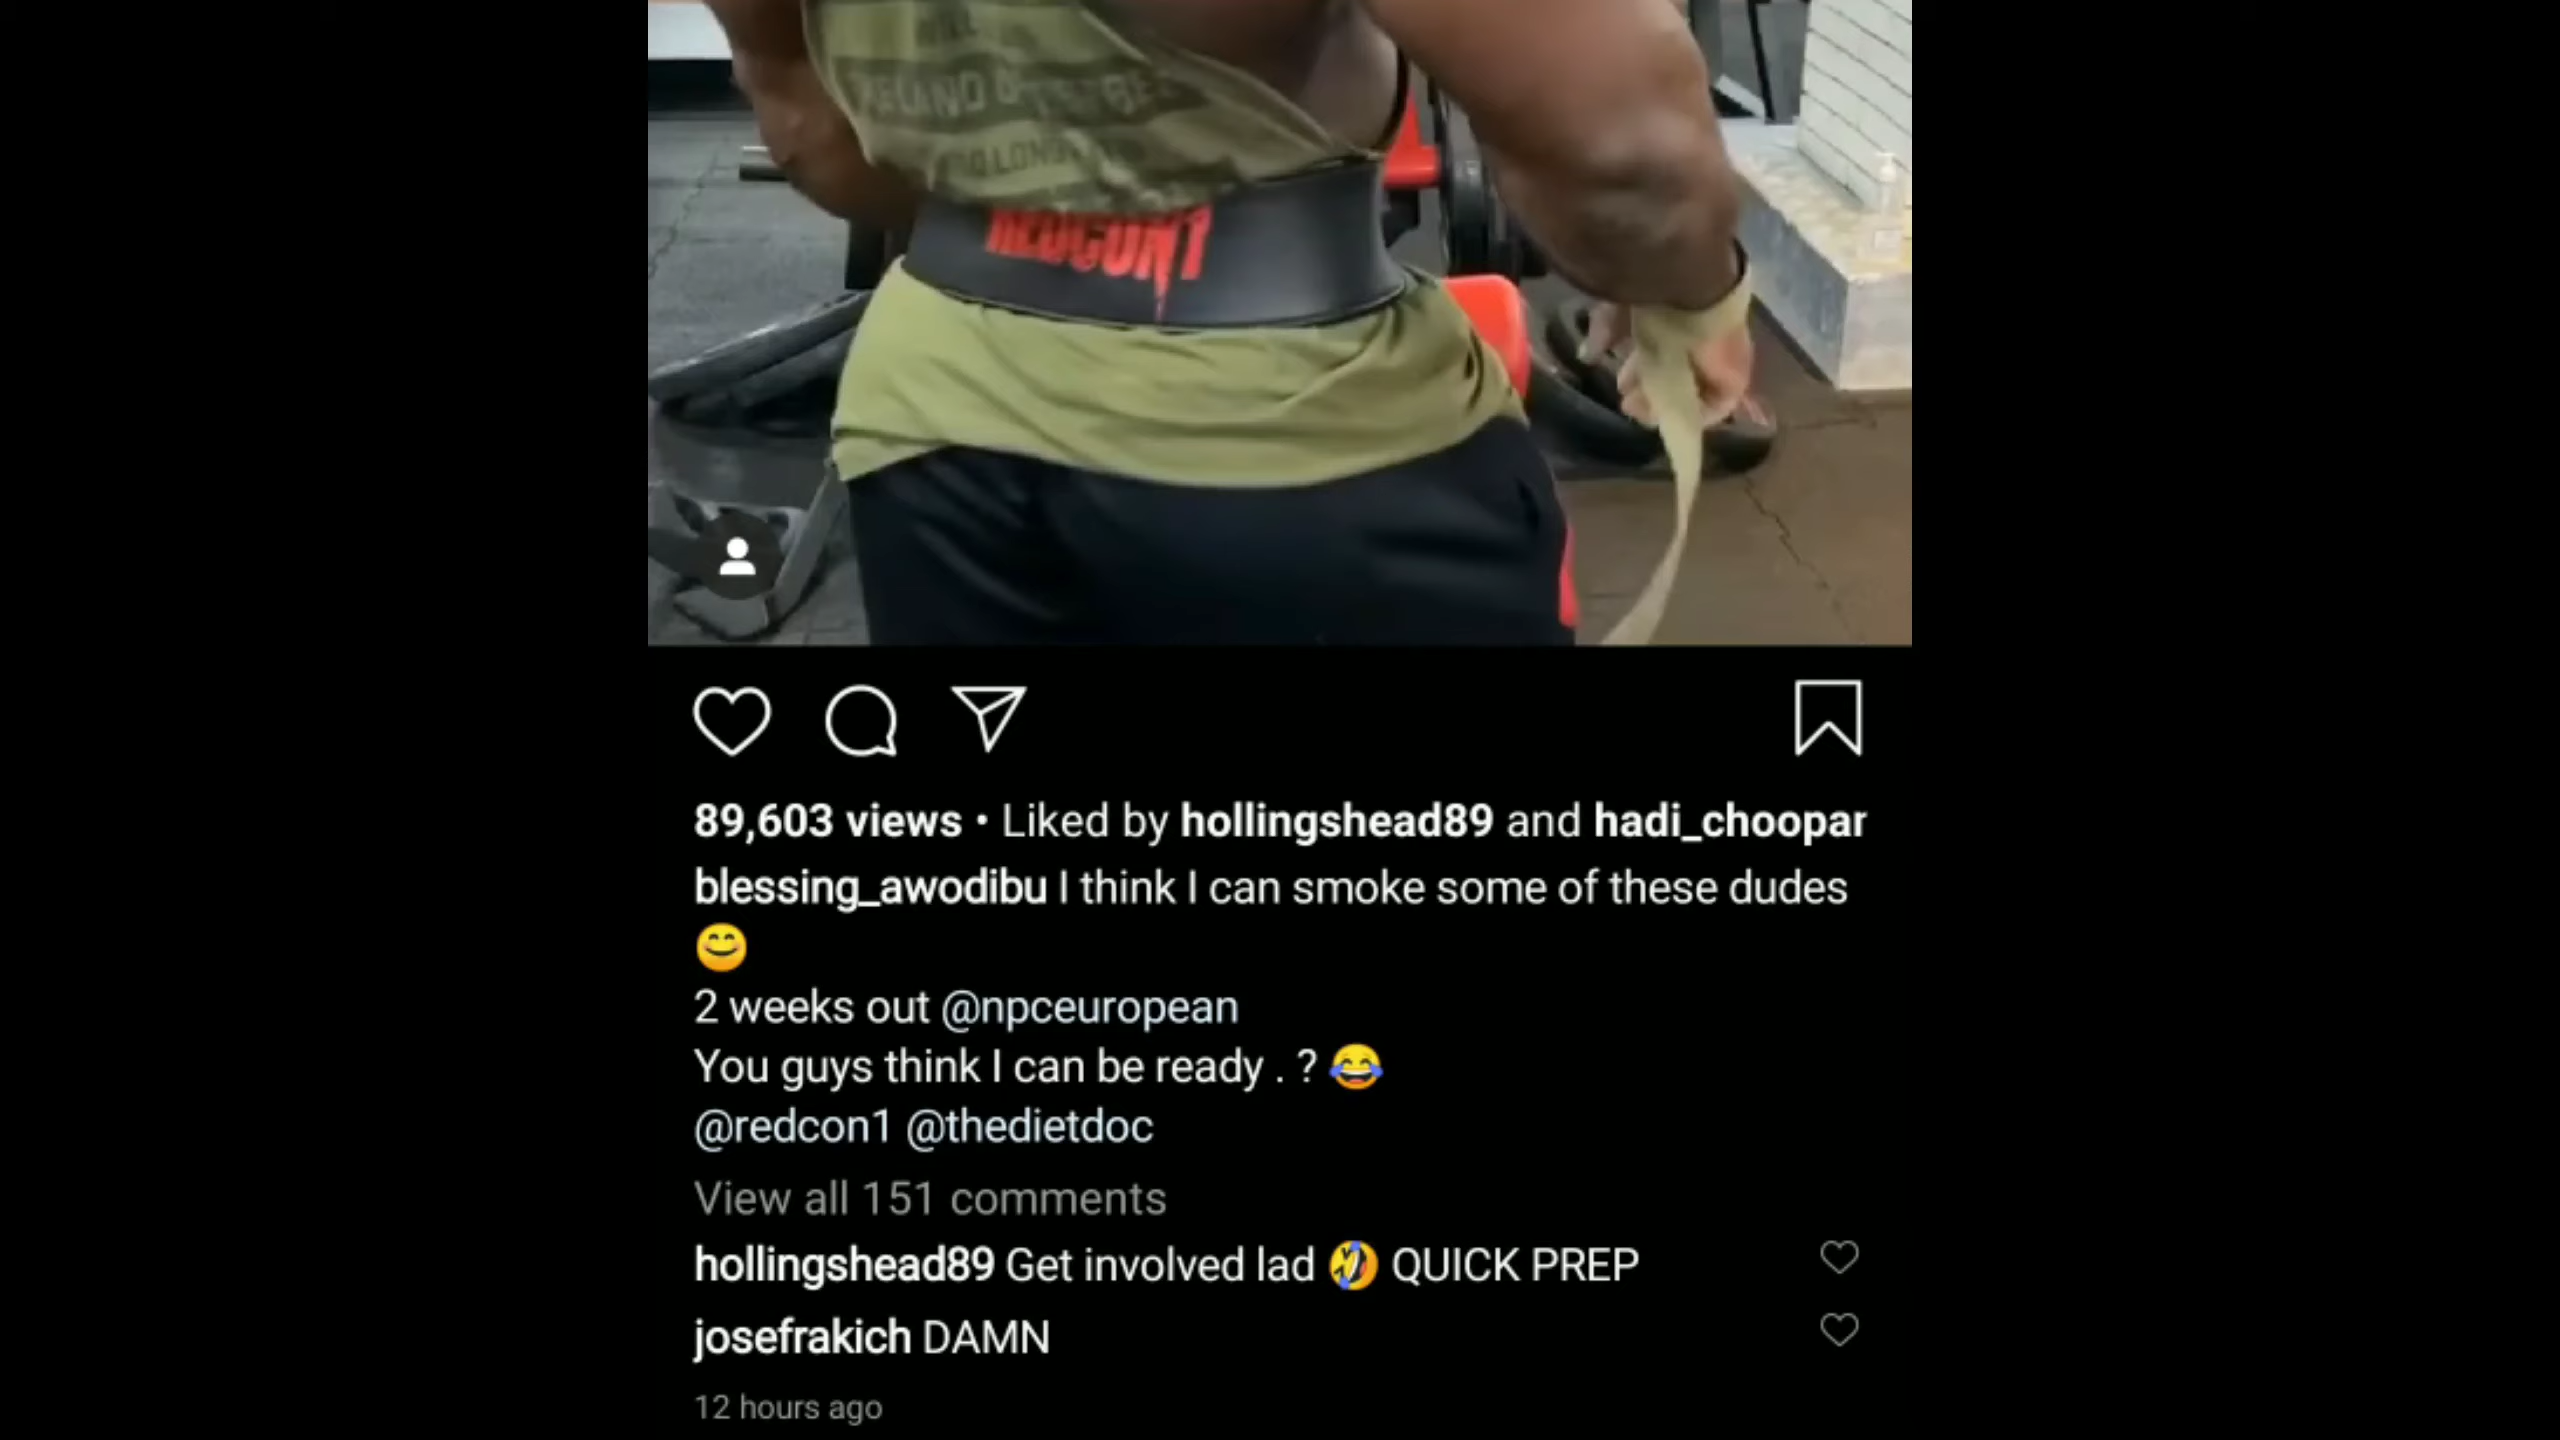 WILL
LONG
REDCON1
89,603 views • Liked by hollingshead89 and hadi_choopar
blessing_awodibu I think I can smoke some of these dudes
😊
2 weeks out @npceuropean
You guys think I can be ready . ? 😂
@redcon1 @thedietdoc
View all 151 comments
hollingshead89 Get involved lad 🤣 QUICK PREP
josefrakich DAMN
12 hours ago